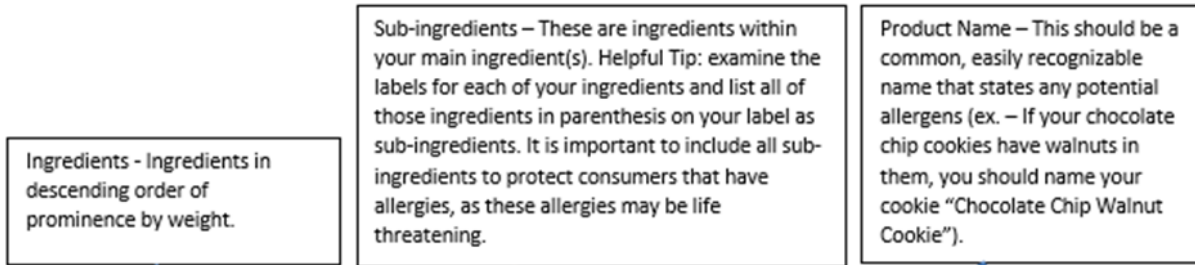 Ingredients - Ingredients in
descending order of
prominence by weight.
Sub-ingredients – These are ingredients within
your main ingredient(s). Helpful Tip: examine the
labels for each of your ingredients and list all of
those ingredients in parenthesis on your label as
sub-ingredients. It is important to include all sub-
ingredients to protect consumers that have
allergies, as these allergies may be life
threatening.
Product Name – This should be a
common, easily recognizable
name that states any potential
allergens (ex. – If your chocolate
chip cookies have walnuts in
them, you should name your
cookie “Chocolate Chip Walnut
Cookie”).